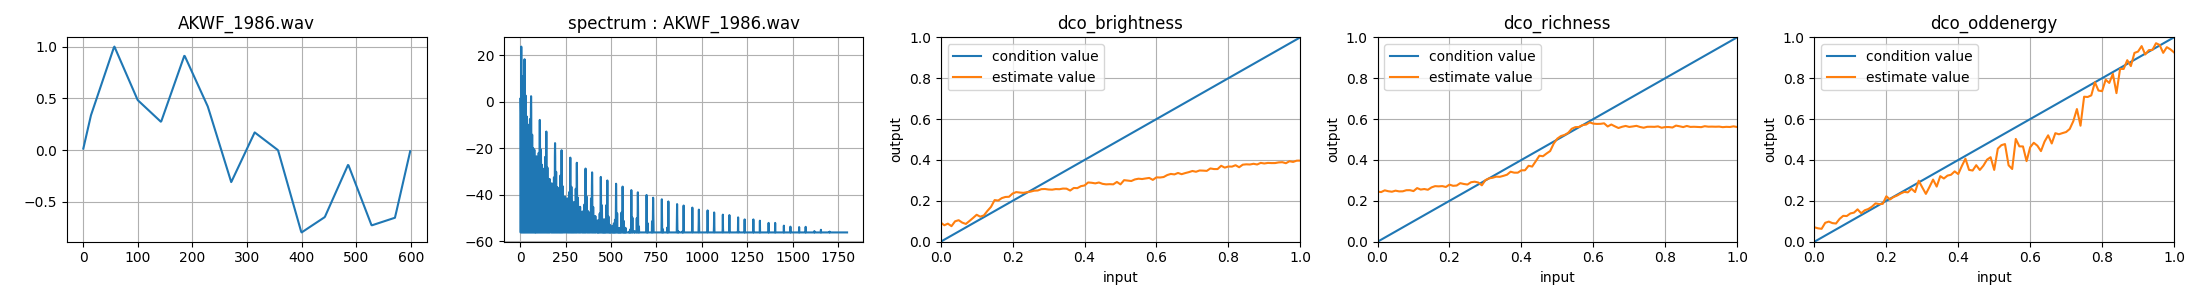 AKWF_1986.wav
1.0
0.5
0.0
−0.5
0 100 200 300 400 500 600
spectrum : AKWF_1986.wav
20
0
−20
−40
−60
0 250 500 750 1000 1250 1500 1750
dco_brightness
condition value
estimate value
output
1.0
0.8
0.6
0.4
0.2
0.0
0.0 0.2 0.4 0.6 0.8 1.0
input
dco_richness
condition value
estimate value
output
1.0
0.8
0.6
0.4
0.2
0.0
0.0 0.2 0.4 0.6 0.8 1.0
input
dco_oddenergy
condition value
estimate value
output
1.0
0.8
0.6
0.4
0.2
0.0
0.0 0.2 0.4 0.6 0.8 1.0
input